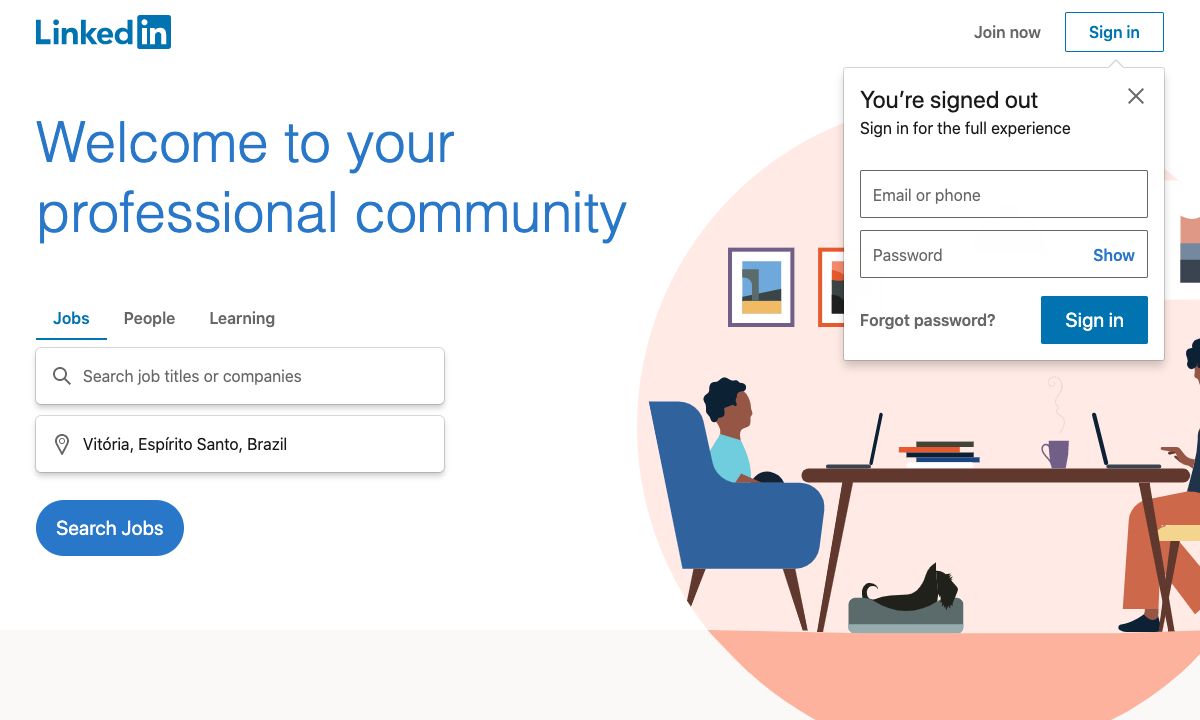 LinkedIn
Join now
Sign in
You’re signed out
Sign in for the full experience
Email or phone
Password
Show
Forgot password?
Sign in
Welcome to your
professional community
Jobs
People
Learning
Search job titles or companies
Vitória, Espírito Santo, Brazil
Search Jobs